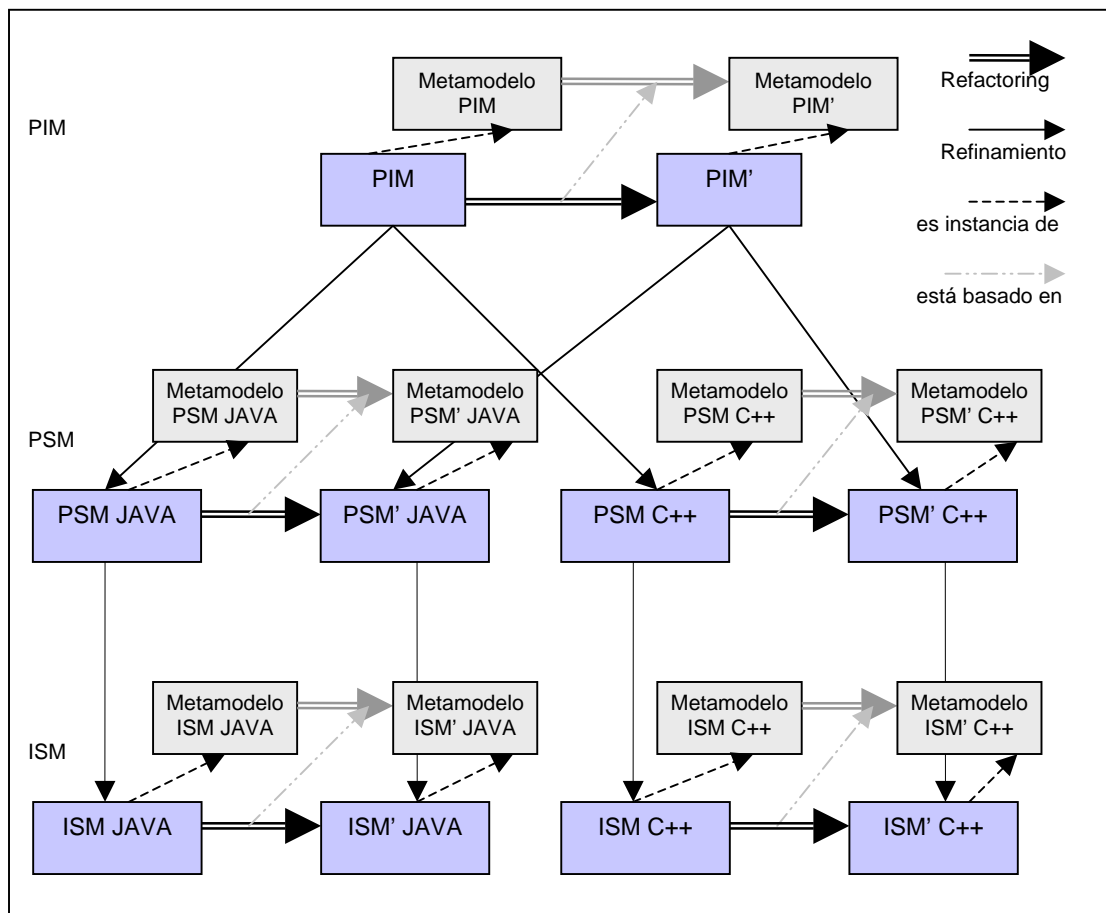 Metamodelo
PIM
Metamodelo
PIM’
Refactoring
PIM
PIM
PIM’
Refinamiento
es instancia de
está basado en
Metamodelo
PSM JAVA
Metamodelo
PSM’ JAVA
Metamodelo
PSM C++
Metamodelo
PSM’ C++
PSM
PSM JAVA
PSM’ JAVA
PSM C++
PSM’ C++
Metamodelo
ISM JAVA
Metamodelo
ISM’ JAVA
Metamodelo
ISM C++
Metamodelo
ISM’ C++
ISM
ISM JAVA
ISM’ JAVA
ISM C++
ISM’ C++